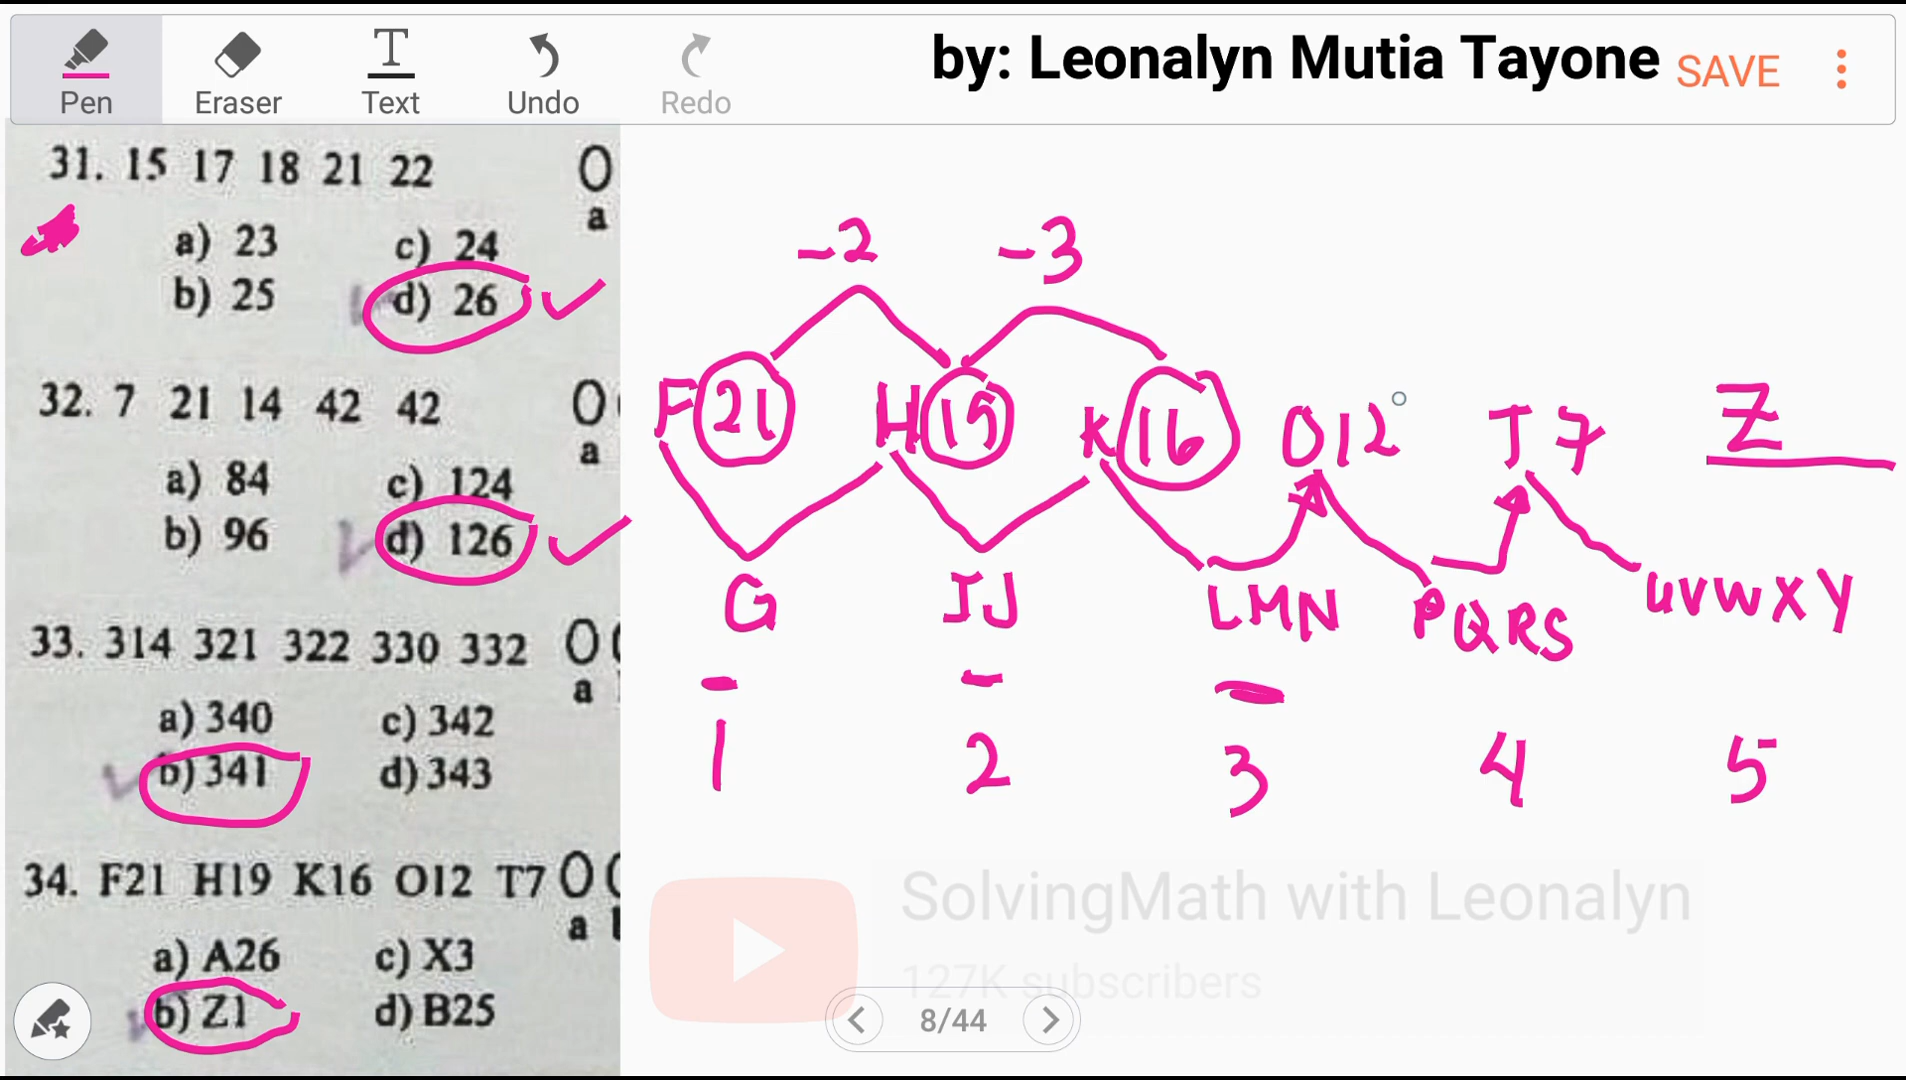 Pen Eraser Text Undo Redo by: Leonalyn Mutia Tayone SAVE
31. 15 17 18 21 22 O
a
a) 23 c) 24
b) 25 d) 26
32. 7 21 14 42 42 O
a
a) 84 c) 124
b) 96 d) 126
33. 314 321 322 330 332 O
a
a) 340 c) 342
b) 341 d) 343
34. F21 H19 K16 O12 T7 O
a
a) A26 c) X3
b) Z1 d) B25
-2 -3
F 21 H 19 K 16 O12 T7 Z
G IJ LMN PQRS UVWXY
1 2 3 4 5
SolvingMath with Leonalyn
127K subscribers
8/44